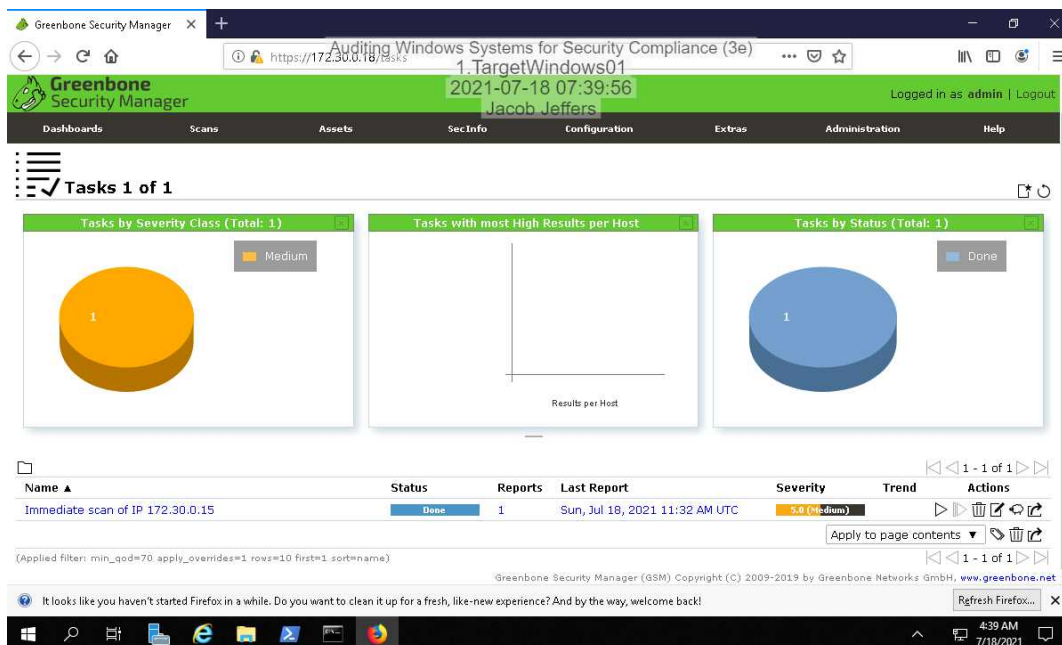 Greenbone Security Manager
https://172.30.0.18/tasks
Auditing Windows Systems for Security Compliance (3e)
1.TargetWindows01
2021-07-18 07:39:56
Jacob Jeffers
Greenbone
Security Manager
Logged in as admin | Logout
Dashboards Scans Assets SecInfo Configuration Extras Administration Help
Tasks 1 of 1
Tasks by Severity Class (Total: 1)
Medium
1
Tasks with most High Results per Host
Results per Host
Tasks by Status (Total: 1)
Done
1
1 - 1 of 1
Name ▲ Status Reports Last Report Severity Trend Actions
Immediate scan of IP 172.30.0.15 Done 1 Sun, Jul 18, 2021 11:32 AM UTC 5.0 (Medium)
Apply to page contents ▼
(Applied filter: min_qod=70 apply_overrides=1 rows=10 first=1 sort=name)
1 - 1 of 1
Greenbone Security Manager (GSM) Copyright (C) 2009-2019 by Greenbone Networks GmbH, www.greenbone.net
It looks like you haven't started Firefox in a while. Do you want to clean it up for a fresh, like-new experience? And by the way, welcome back!
Refresh Firefox...
4:39 AM
7/18/2021